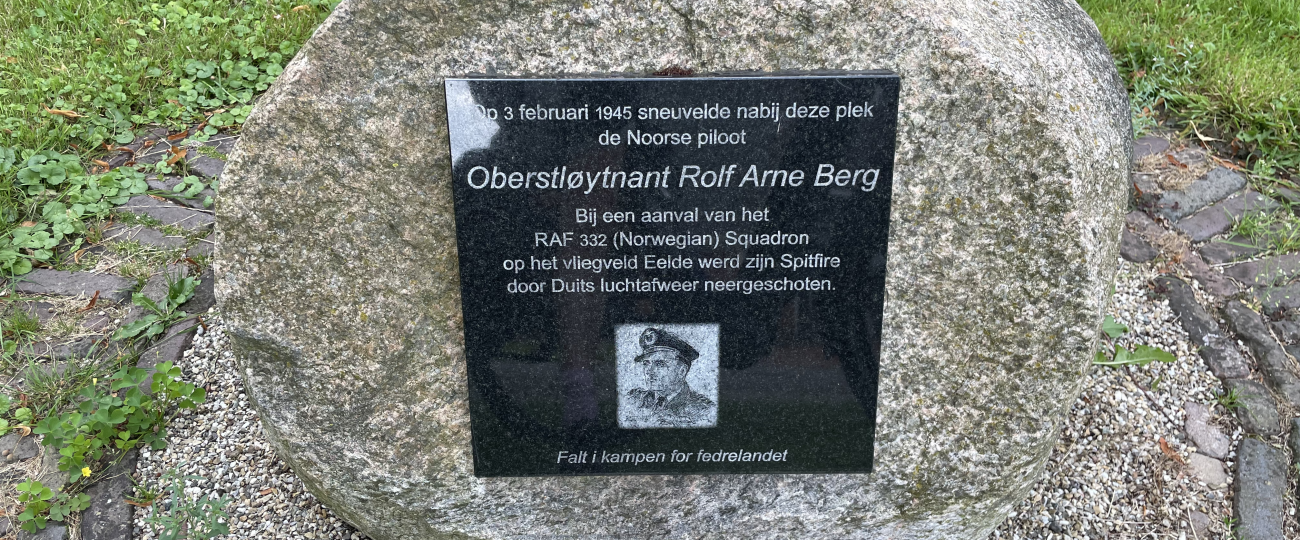 Op 3 februari 1945 sneuvelde nabij deze plek
de Noorse piloot
Oberstløytnant Rolf Arne Berg
Bij een aanval van het
RAF 332 (Norwegian) Squadron
op het vliegveld Eelde werd zijn Spitfire
door Duits luchtafweer neergeschoten.
Falt i kampen for fedrelandet